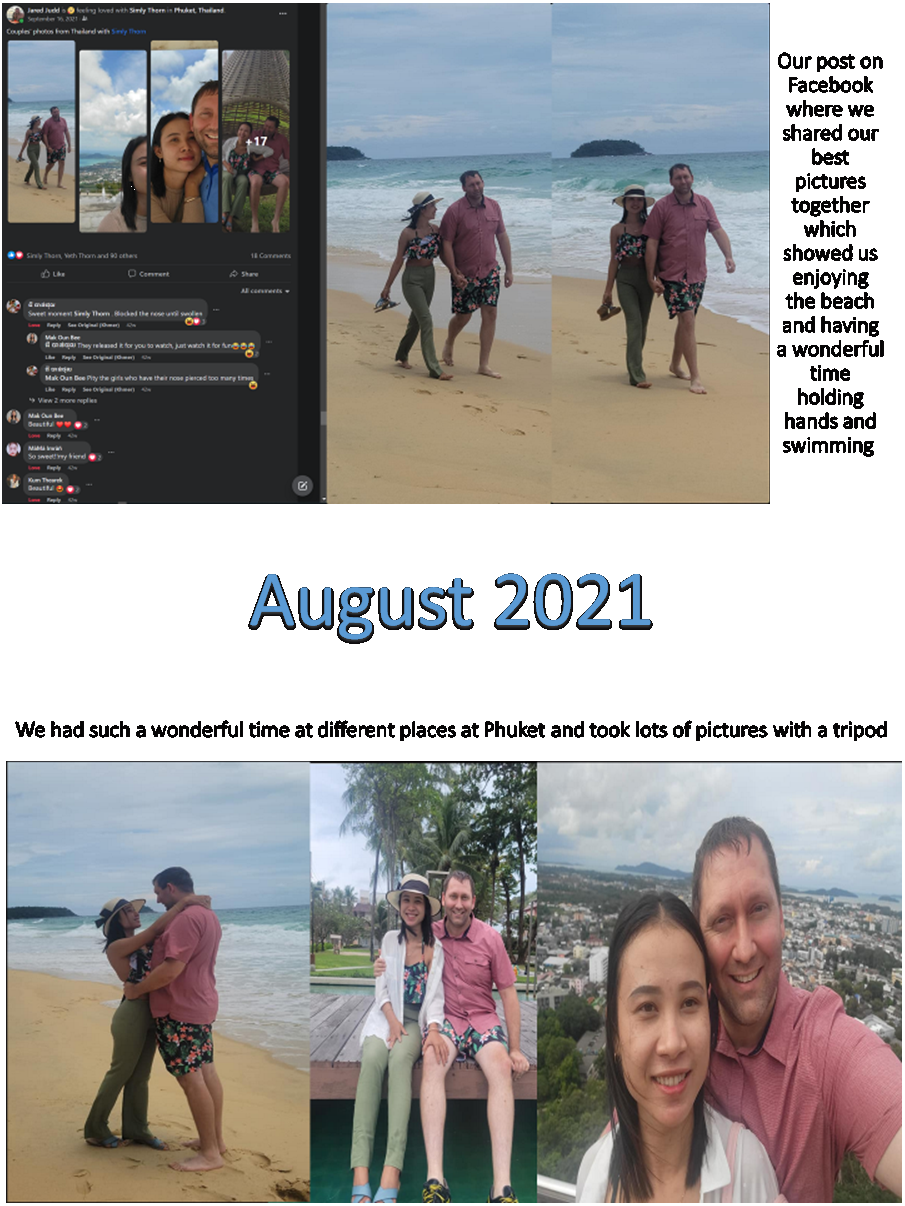 Jared Judd is feeling loved with Simly Thorn in Phuket, Thailand.
September 16, 2021
Couples' photos from Thailand with Simly Thorn
+17
Simly Thorn, Yeth Thorn and 90 others
18 Comments
Like
Comment
Share
All comments
Sweet moment Simly Thorn . Blocked the nose until swollen
2
Love Reply See Original (Khmer) 42w
Mak Oun Bee
They released it for you to watch, just watch it for fun
2
Like Reply See Original (Khmer) 42w
Mak Oun Bee Pity the girls who have their nose pierced too many times
Like Reply See Original (Khmer) 42w
View 2 more replies
Mak Oun Bee
Beautiful
2
Love Reply 42w
So sweet!my friend
2
Love Reply 42w
Kum Thearek
Beautiful
2
Love Reply 42w
Our post on
Facebook
where we
shared our
best
pictures
together
which
showed us
enjoying
the beach
and having
a wonderful
time
holding
hands and
swimming
August 2021
We had such a wonderful time at different places at Phuket and took lots of pictures with a tripod